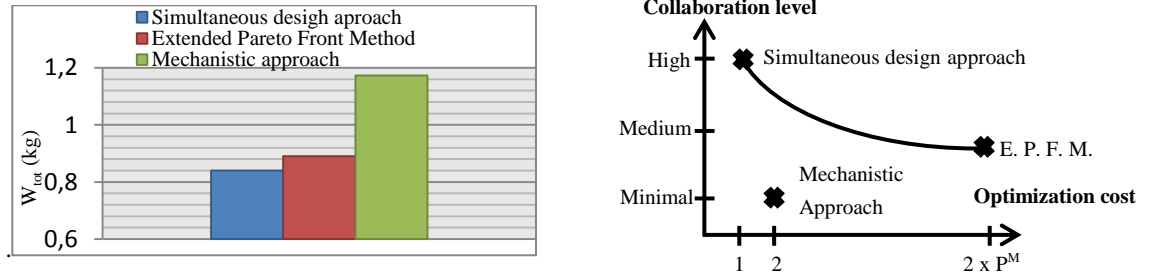 Simultaneous desigh aproach
Extended Pareto Front Method
Mechanistic approach
1,2
1
0,8
0,6
W_tot (kg)
.
Collaboration level
High
Simultaneous design approach
Medium
E. P. F. M.
Mechanistic
Approach
Minimal
Optimization cost
1
2
2 x P^M